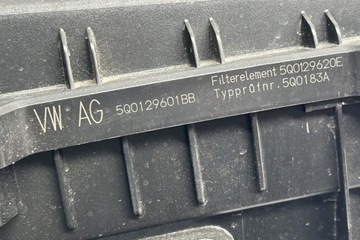 VW AG 5Q0129601BB
Filterelement 5Q0129620E
Typprüfnr. 5Q0183A